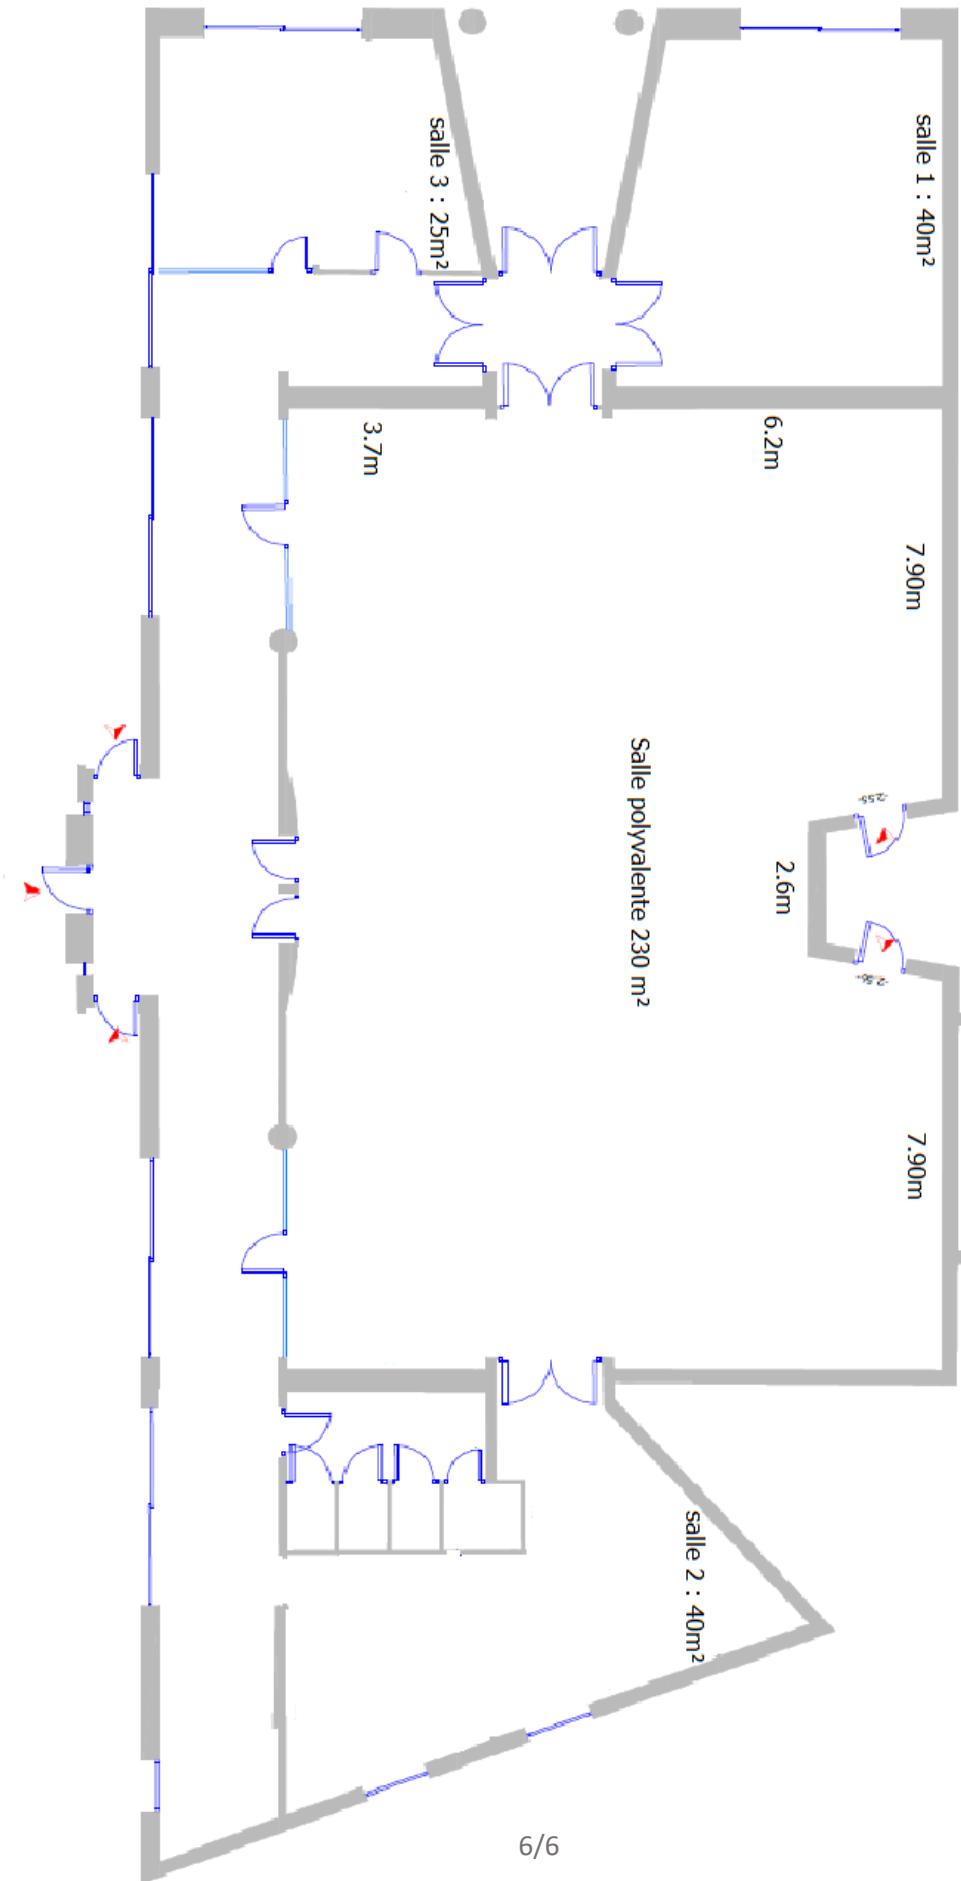 salle 3 : 25m²
salle 1 : 40m²
3.7m
6.2m
7.90m
Salle polyvalente 230 m²
2.6m
7.90m
salle 2 : 40m²
6/6